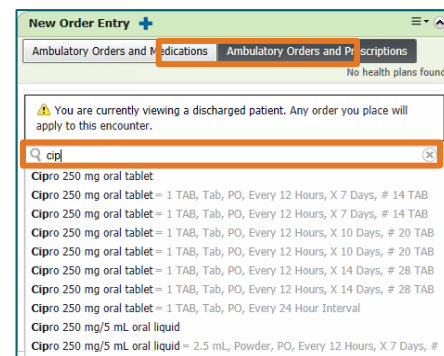 New Order Entry
Ambulatory Orders and Medications Ambulatory Orders and Prescriptions
No health plans found
You are currently viewing a discharged patient. Any order you place will
apply to this encounter.
cip
Cipro 250 mg oral tablet
Cipro 250 mg oral tablet = 1 TAB, Tab, PO, Every 12 Hours, X 7 Days, # 14 TAB
Cipro 250 mg oral tablet = 1 TAB, Tab, PO, Every 12 Hours, X 7 Days, # 14 TAB
Cipro 250 mg oral tablet = 1 TAB, Tab, PO, Every 12 Hours, X 10 Days, # 20 TAB
Cipro 250 mg oral tablet = 1 TAB, Tab, PO, Every 12 Hours, X 10 Days, # 20 TAB
Cipro 250 mg oral tablet = 1 TAB, Tab, PO, Every 12 Hours, X 14 Days, # 28 TAB
Cipro 250 mg oral tablet = 1 TAB, Tab, PO, Every 12 Hours, X 14 Days, # 28 TAB
Cipro 250 mg oral tablet = 1 TAB, Tab, PO, Every 24 Hour Interval
Cipro 250 mg/5 mL oral liquid
Cipro 250 mg/5 mL oral liquid = 2.5 mL, Powder, PO, Every 12 Hours, X 7 Days, #